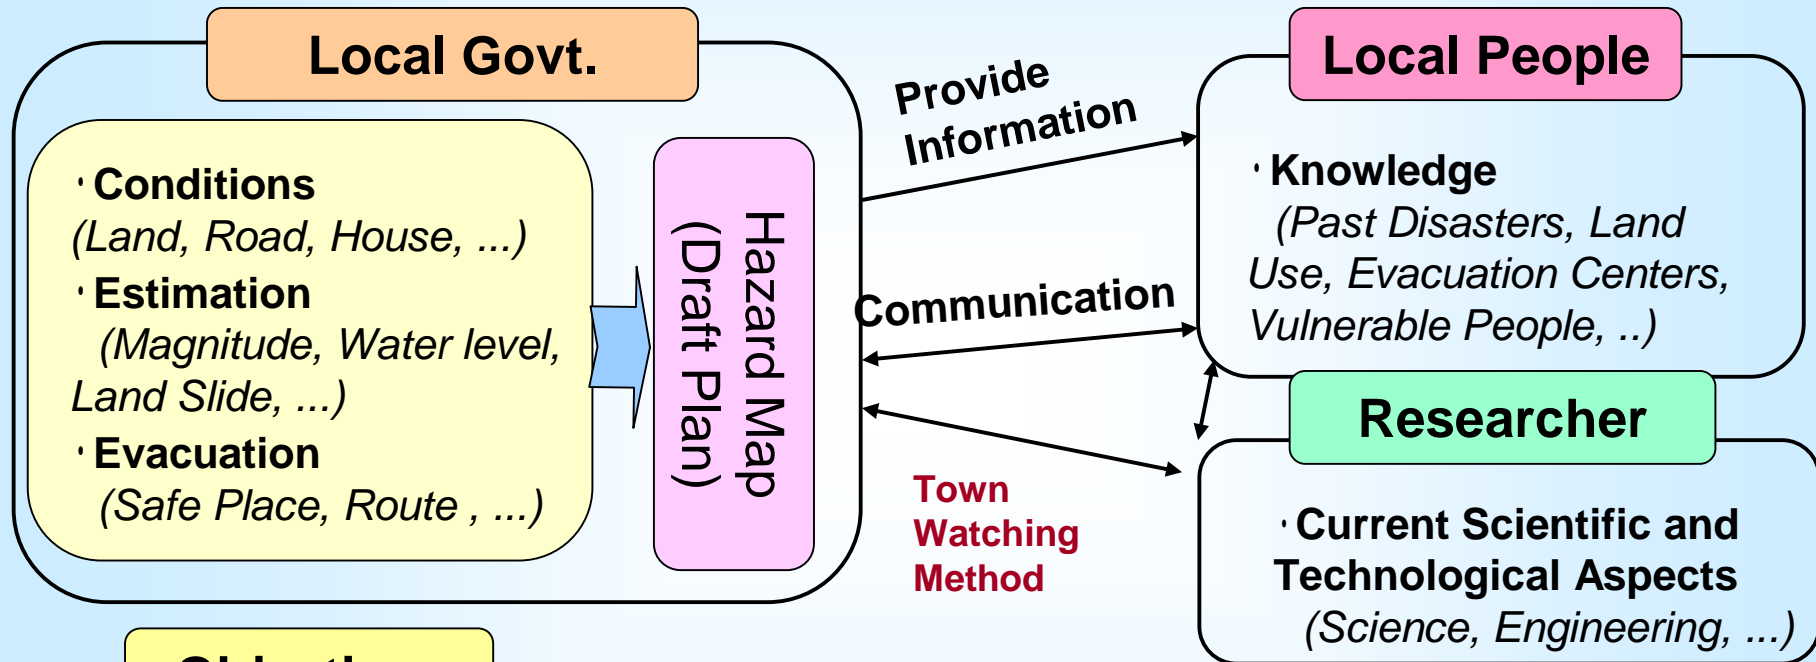 Local Govt.
・Conditions
(Land, Road, House, ...)
・Estimation
(Magnitude, Water level,
Land Slide, ...)
・Evacuation
(Safe Place, Route , ...)
Hazard Map
(Draft Plan)
Provide
Information
Communication
Town
Watching
Method
Local People
・Knowledge
(Past Disasters, Land
Use, Evacuation Centers,
Vulnerable People, ..)
Researcher
・Current Scientific and
Technological Aspects
(Science, Engineering, ...)